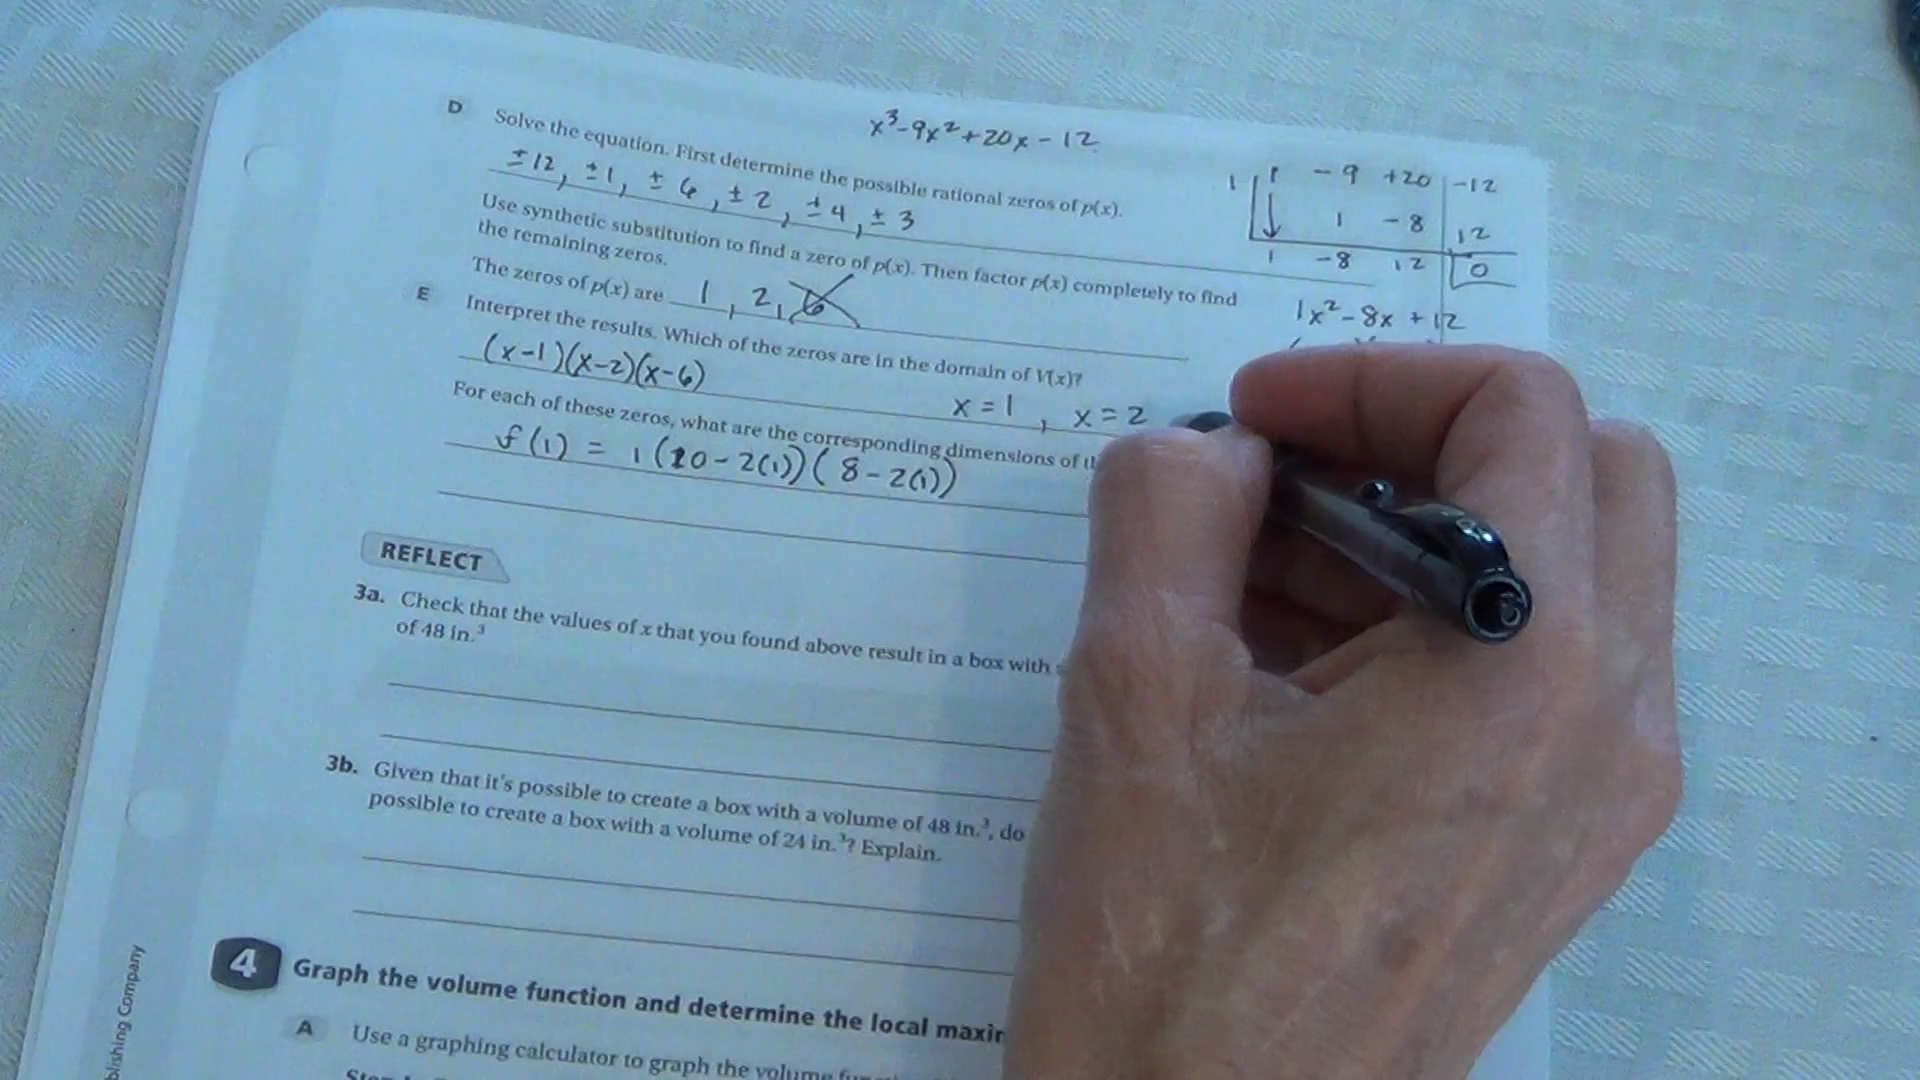 x³-9x²+20x-12
D Solve the equation. First determine the possible rational zeros of p(x).
±12, ±1, ±6, ±2, ±4, ±3
1 1 -9 +20 -12
1 -8 12
1 -8 12 0
Use synthetic substitution to find a zero of p(x). Then factor p(x) completely to find
the remaining zeros.
The zeros of p(x) are 1, 2, 6
1x²-8x+12
E Interpret the results. Which of the zeros are in the domain of V(x)?
(x-1)(x-2)(x-6)
x=1, x=2
For each of these zeros, what are the corresponding dimensions of
f(1) = 1(10-2(1))(8-2(1))
REFLECT
3a. Check that the values of x that you found above result in a box with
of 48 in.³
3b. Given that it's possible to create a box with a volume of 48 in.³, do
possible to create a box with a volume of 24 in.³? Explain.
4 Graph the volume function and determine the local
A Use a graphing calculator to graph the volume
Company